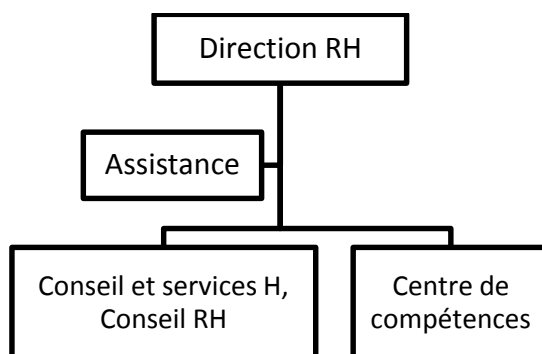 Direction RH
Assistance
Conseil et services H,
Conseil RH
Centre de
compétences